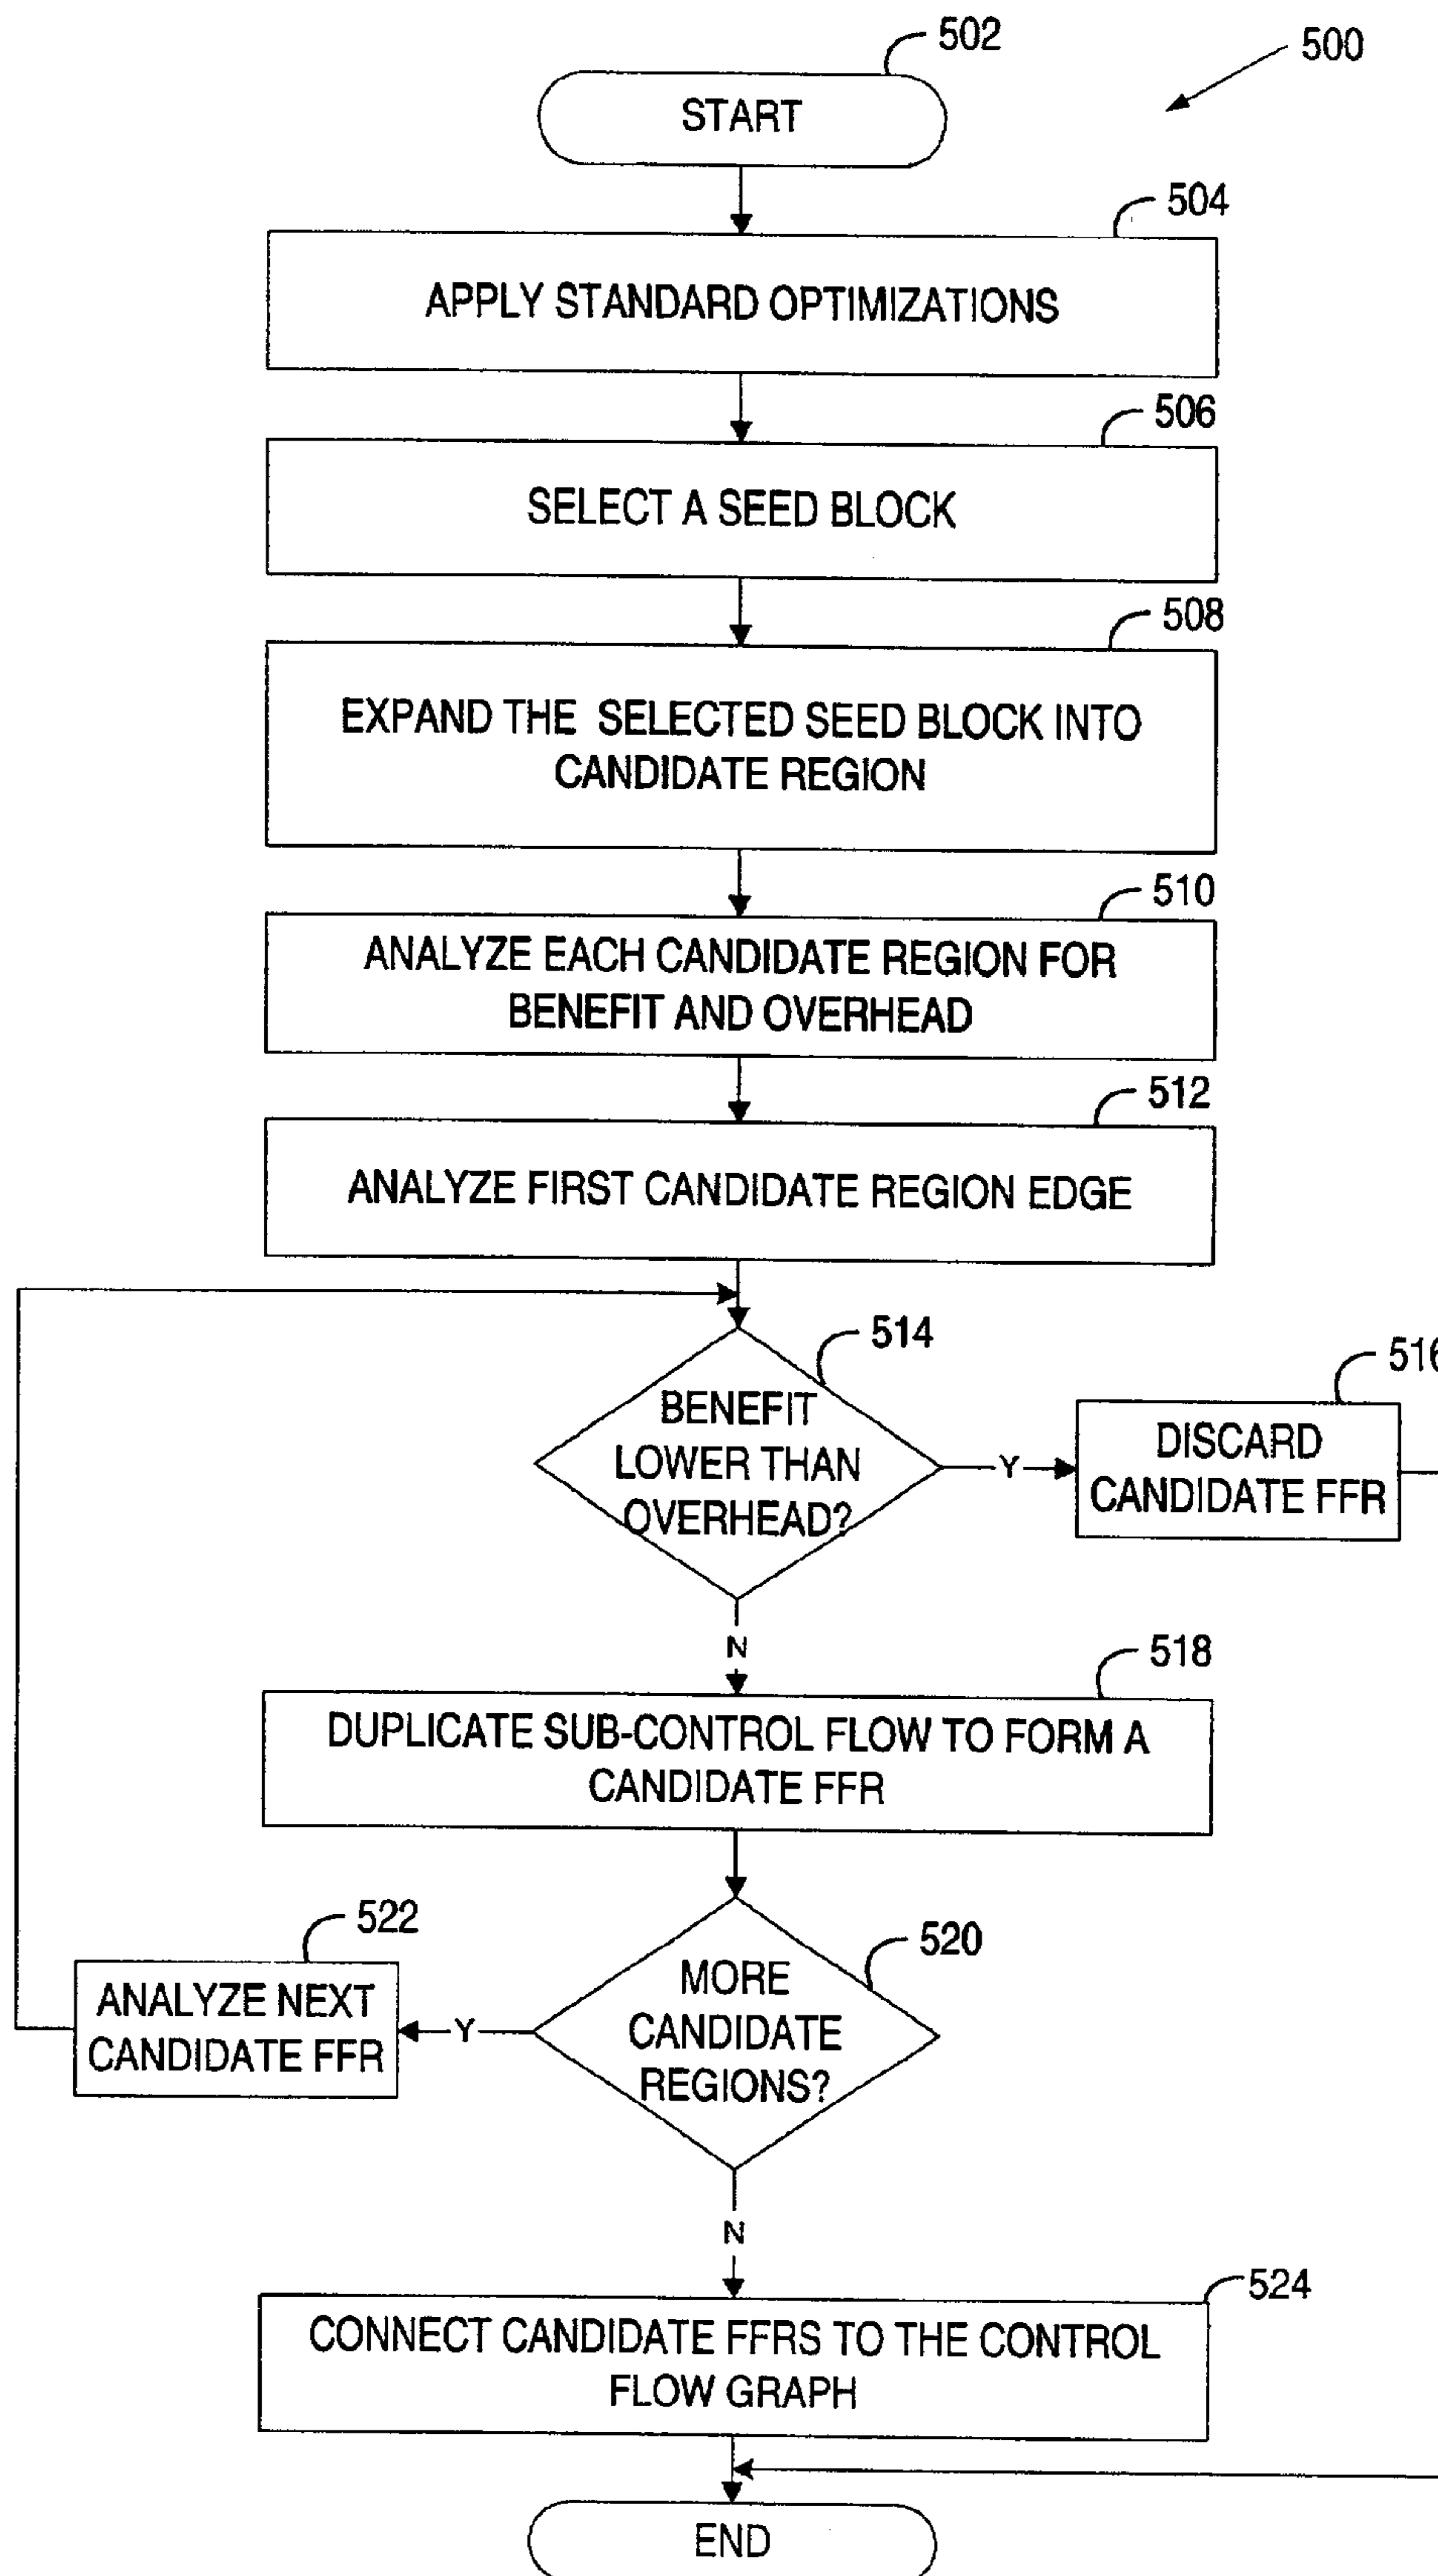 502
500
START
504
APPLY STANDARD OPTIMIZATIONS
506
SELECT A SEED BLOCK
508
EXPAND THE SELECTED SEED BLOCK INTO
CANDIDATE REGION
510
ANALYZE EACH CANDIDATE REGION FOR
BENEFIT AND OVERHEAD
512
ANALYZE FIRST CANDIDATE REGION EDGE
514
BENEFIT
LOWER THAN
OVERHEAD?
Y
516
DISCARD
CANDIDATE FFR
N
518
DUPLICATE SUB-CONTROL FLOW TO FORM A
CANDIDATE FFR
520
MORE
CANDIDATE
REGIONS?
Y
522
ANALYZE NEXT
CANDIDATE FFR
N
524
CONNECT CANDIDATE FFRS TO THE CONTROL
FLOW GRAPH
END